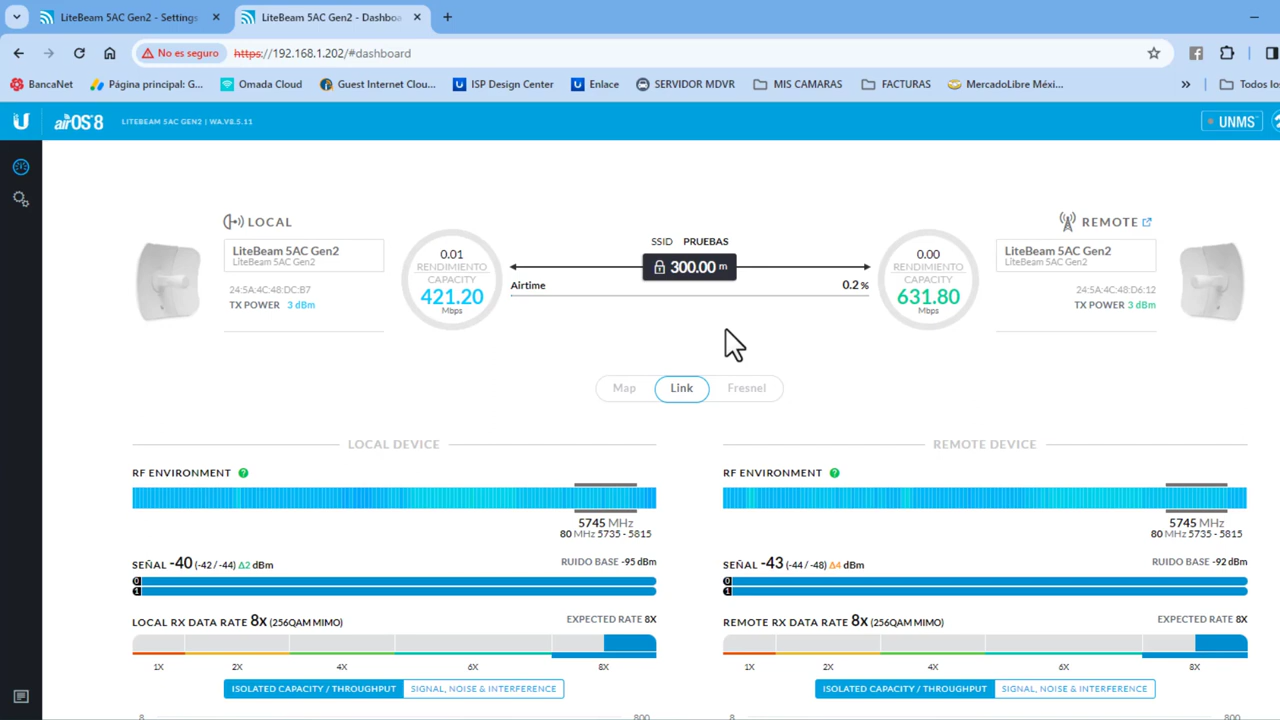 LiteBeam 5AC Gen2 - Settings
LiteBeam 5AC Gen2 - Dashbo
No es seguro
https://192.168.1.202/#dashboard
BancaNet
Página principal: G...
Omada Cloud
Guest Internet Clou...
ISP Design Center
Enlace
SERVIDOR MDVR
MIS CAMARAS
FACTURAS
MercadoLibre Méxi...
»
Todos los
airOS 8
LITEBEAM 5AC GEN2 | WA.V8.5.11
UNMS
LOCAL
LiteBeam 5AC Gen2
LiteBeam 5AC Gen2
24:5A:4C:48:DC:B7
TX POWER 3 dBm
0.01
RENDIMIENTO
CAPACITY
421.20
Mbps
SSID PRUEBAS
300.00 m
Airtime 0.2 %
0.00
RENDIMIENTO
CAPACITY
631.80
Mbps
REMOTE
LiteBeam 5AC Gen2
LiteBeam 5AC Gen2
24:5A:4C:48:D6:12
TX POWER 3 dBm
Map Link Fresnel
LOCAL DEVICE
RF ENVIRONMENT ?
5745 MHz
80 MHz 5735 - 5815
SEÑAL -40 (-42 / -44) Δ2 dBm
RUIDO BASE -95 dBm
0
1
LOCAL RX DATA RATE 8x (256QAM MIMO)
EXPECTED RATE 8X
1X 2X 4X 6X 8X
ISOLATED CAPACITY / THROUGHPUT
SIGNAL, NOISE & INTERFERENCE
8 800
REMOTE DEVICE
RF ENVIRONMENT ?
5745 MHz
80 MHz 5735 - 5815
SEÑAL -43 (-44 / -48) Δ4 dBm
RUIDO BASE -92 dBm
0
1
REMOTE RX DATA RATE 8x (256QAM MIMO)
EXPECTED RATE 8X
1X 2X 4X 6X 8X
ISOLATED CAPACITY / THROUGHPUT
SIGNAL, NOISE & INTERFERENCE
8 800